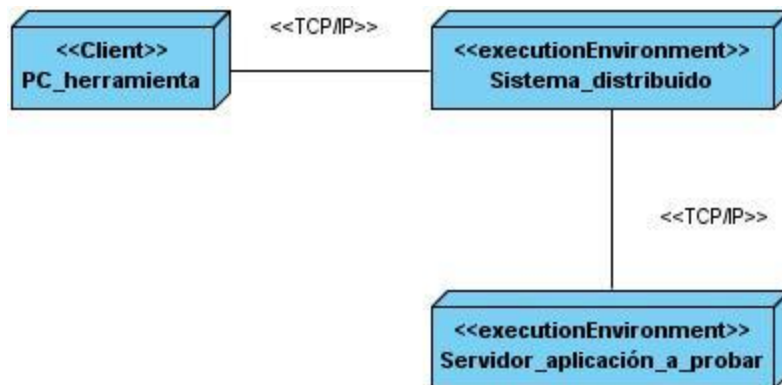 <<TCP/IP>>
<<Client>>
PC_herramienta
<<executionEnvironment>>
Sistema_distribuido
<<TCP/IP>>
<<executionEnvironment>>
Servidor_aplicación_a_probar